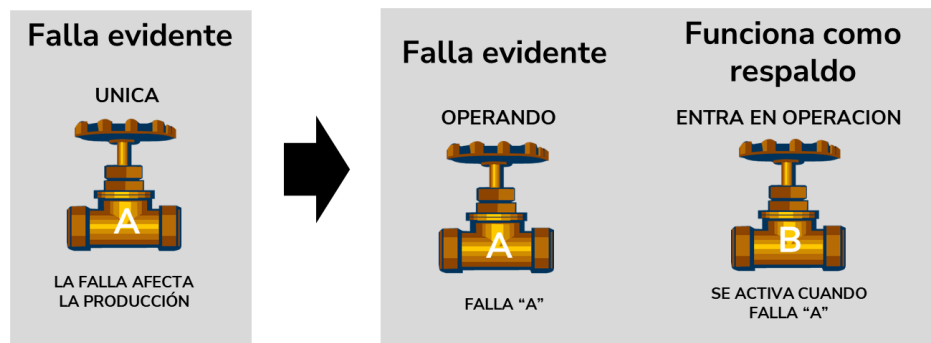 Falla evidente
UNICA
A
LA FALLA AFECTA
LA PRODUCCIÓN
Falla evidente
OPERANDO
A
FALLA “A”
Funciona como
respaldo
ENTRA EN OPERACION
B
SE ACTIVA CUANDO
FALLA “A”